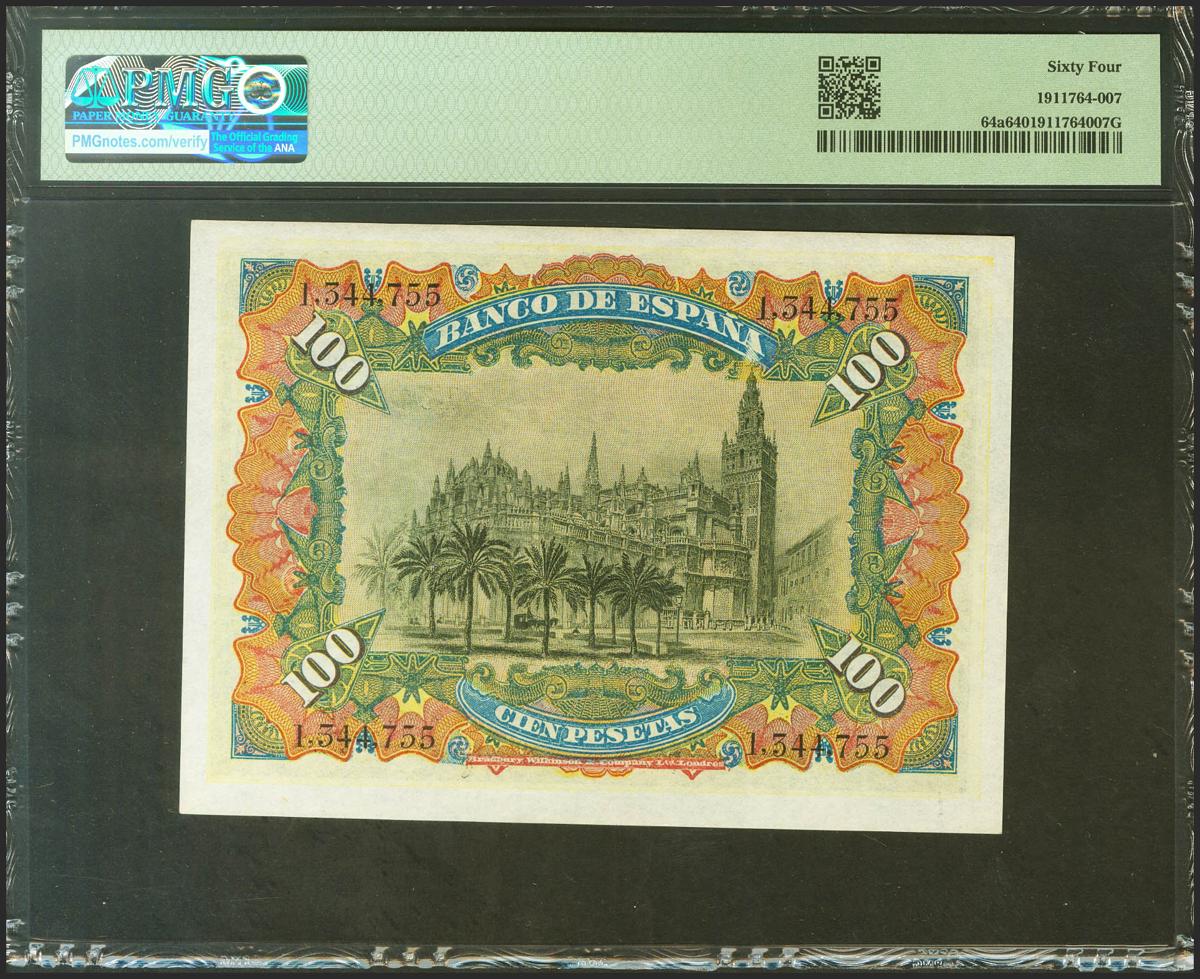 PMG
PAPER MONEY GUARANTY
PMGnotes.com/verify
The Official Grading
Service of the ANA
Sixty Four
1911764-007
64a6401911764007G
1,344,755
1,344,755
BANCO DE ESPAÑA
100
100
100
100
CIEN PESETAS
1,344,755
1,344,755
Bradbury, Wilkinson & Company Ld. Londres